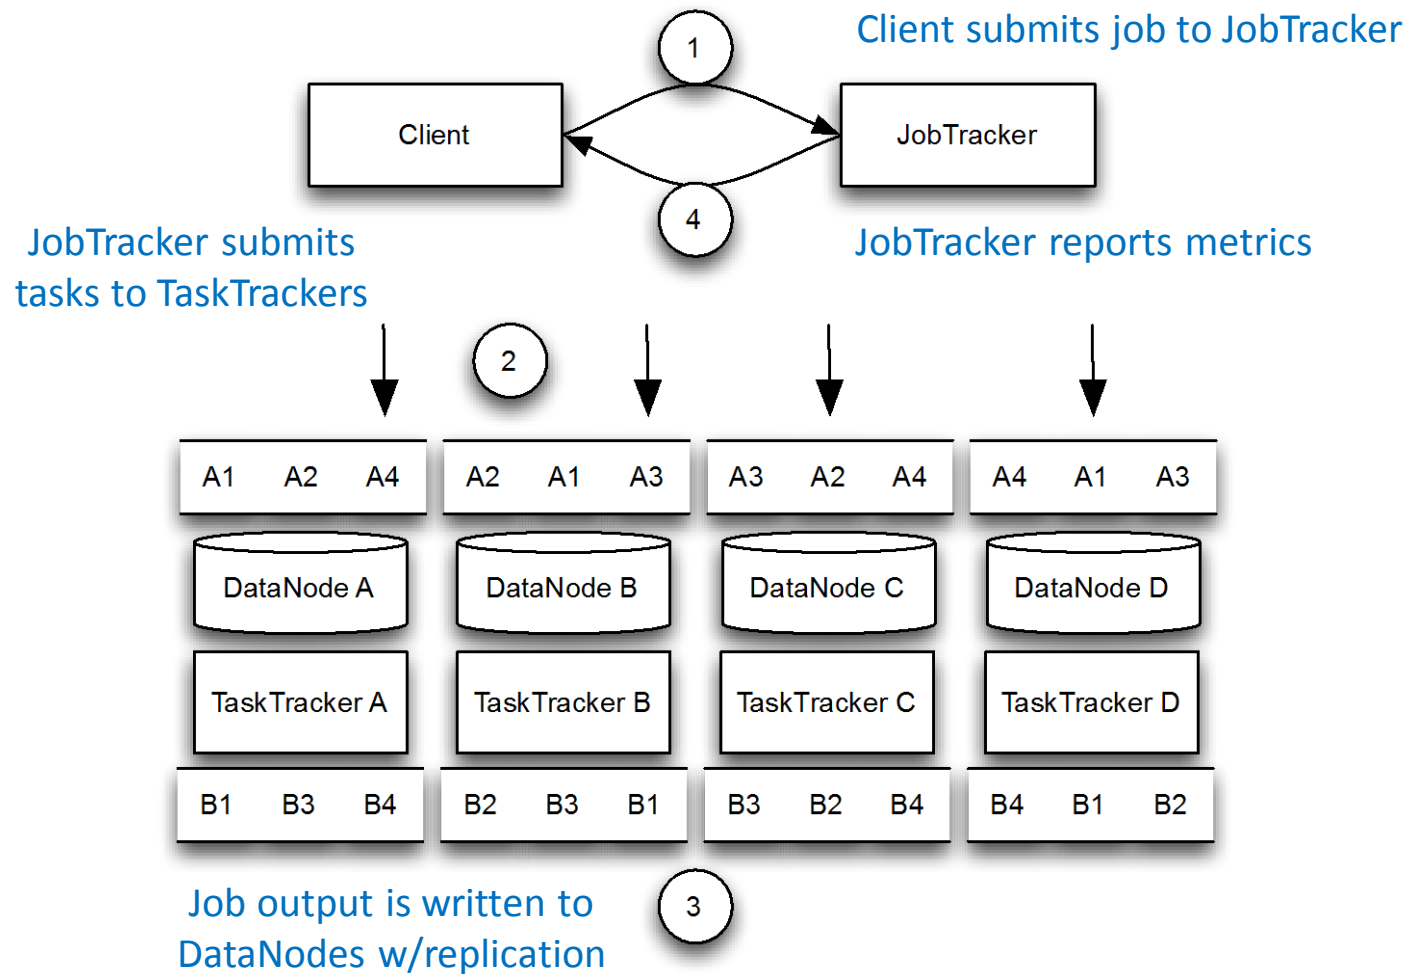 1
Client submits job to JobTracker
Client
JobTracker
4
JobTracker submits
tasks to TaskTrackers
JobTracker reports metrics
2
A1 A2 A4
A2 A1 A3
A3 A2 A4
A4 A1 A3
DataNode A
DataNode B
DataNode C
DataNode D
TaskTracker A
TaskTracker B
TaskTracker C
TaskTracker D
B1 B3 B4
B2 B3 B1
B3 B2 B4
B4 B1 B2
Job output is written to
DataNodes w/replication
3